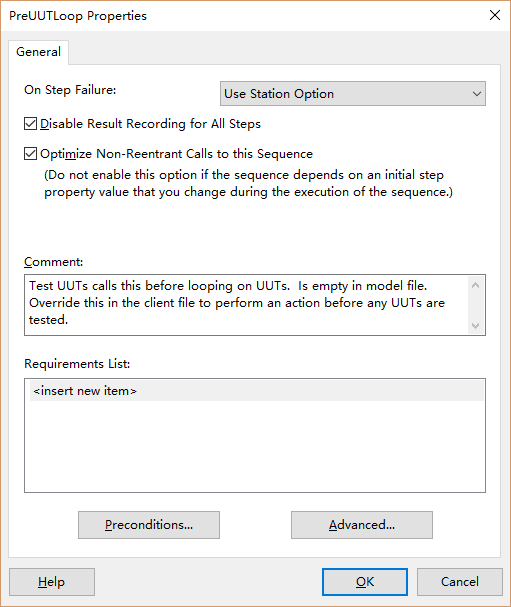 PreUUTLoop Properties
General
On Step Failure:
Use Station Option
Disable Result Recording for All Steps
Optimize Non-Reentrant Calls to this Sequence
(Do not enable this option if the sequence depends on an initial step
property value that you change during the execution of the sequence.)
Comment:
Test UUTs calls this before looping on UUTs.  Is empty in model file.
Override this in the client file to perform an action before any UUTs are
tested.
Requirements List:
<insert new item>
Preconditions...
Advanced...
Help
OK
Cancel